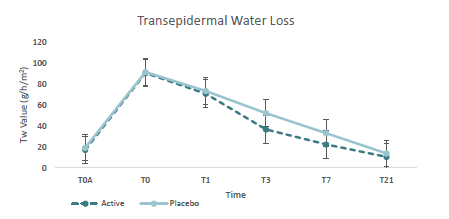 Transepidermal Water Loss
Tw Value (g/h/m²)
120
100
80
60
40
20
0
T0A T0 T1 T3 T7 T21
Time
Active Placebo